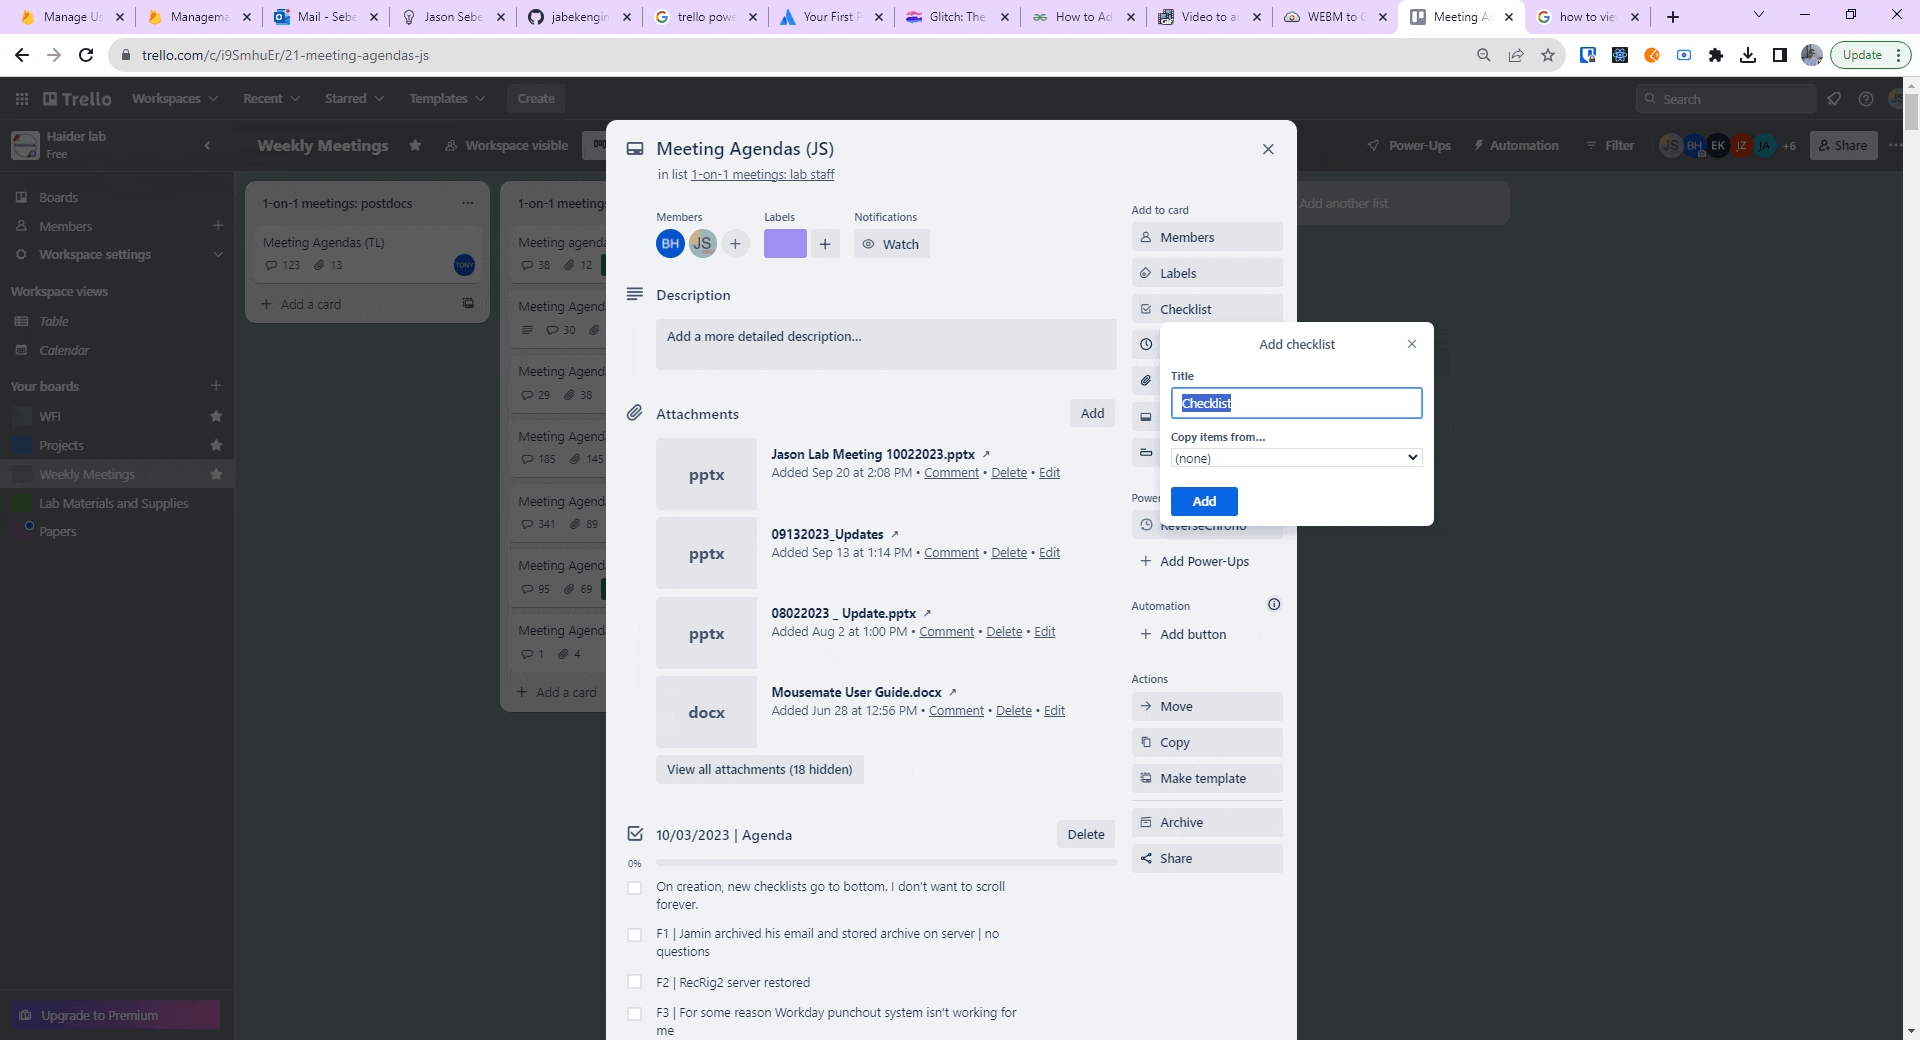 Manage Us
Managema
Mail - Sebe
Jason Sebe
jabekengin
trello powe
Your First P
Glitch: The
How to Ad
Video to a
WEBM to G
Meeting Ag
how to vie
trello.com/c/i9SmhuEr/21-meeting-agendas-js
Update
Trello
Workspaces
Recent
Starred
Templates
Create
Search
Haider lab
Free
Weekly Meetings
Workspace visible
Power-Ups
Automation
Filter
JS BH EK JZ JA +6
Share
Boards
Members
Workspace settings
Workspace views
Table
Calendar
Your boards
WFI
Projects
Weekly Meetings
Lab Materials and Supplies
Papers
Upgrade to Premium
1-on-1 meetings: postdocs
Meeting Agendas (TL)
123 13
TONY
Add a card
1-on-1 meeting
Meeting agenda
38 12
Meeting Agenda
30
Meeting Agenda
29 38
Meeting Agenda
185 145
Meeting Agenda
341 89
Meeting Agenda
95 69
Meeting Agenda
1 4
Add a card
Add another list
Meeting Agendas (JS)
in list 1-on-1 meetings: lab staff
Members
BH JS
Labels
Notifications
Watch
Description
Add a more detailed description...
Attachments
Add
pptx
Jason Lab Meeting 10022023.pptx
Added Sep 20 at 2:08 PM • Comment • Delete • Edit
pptx
09132023_Updates
Added Sep 13 at 1:14 PM • Comment • Delete • Edit
pptx
08022023 _ Update.pptx
Added Aug 2 at 1:00 PM • Comment • Delete • Edit
docx
Mousemate User Guide.docx
Added Jun 28 at 12:56 PM • Comment • Delete • Edit
View all attachments (18 hidden)
10/03/2023 | Agenda
Delete
0%
On creation, new checklists go to bottom. I don't want to scroll
forever.
F1 | Jamin archived his email and stored archive on server | no
questions
F2 | RecRig2 server restored
F3 | For some reason Workday punchout system isn't working for
me
Add to card
Members
Labels
Checklist
Add checklist
Title
Checklist
Copy items from...
(none)
Add
Power
ReverseChrono
Add Power-Ups
Automation
Add button
Actions
Move
Copy
Make template
Archive
Share